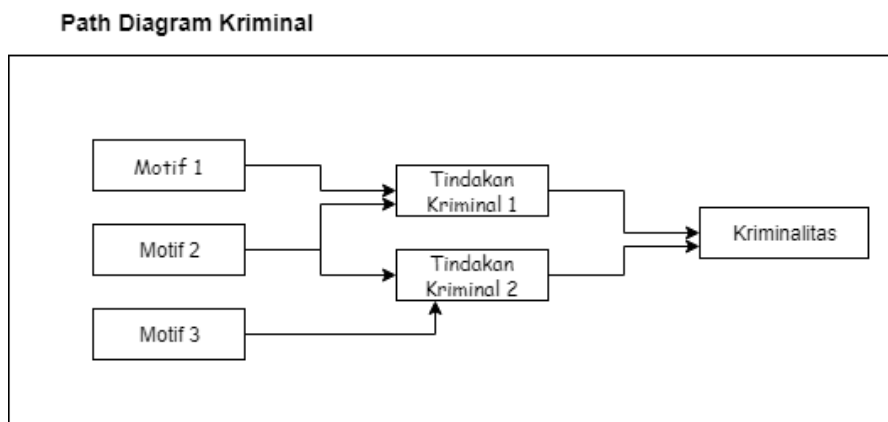 Path Diagram Kriminal
Motif 1
Tindakan
Kriminal 1
Motif 2
Kriminalitas
Tindakan
Kriminal 2
Motif 3